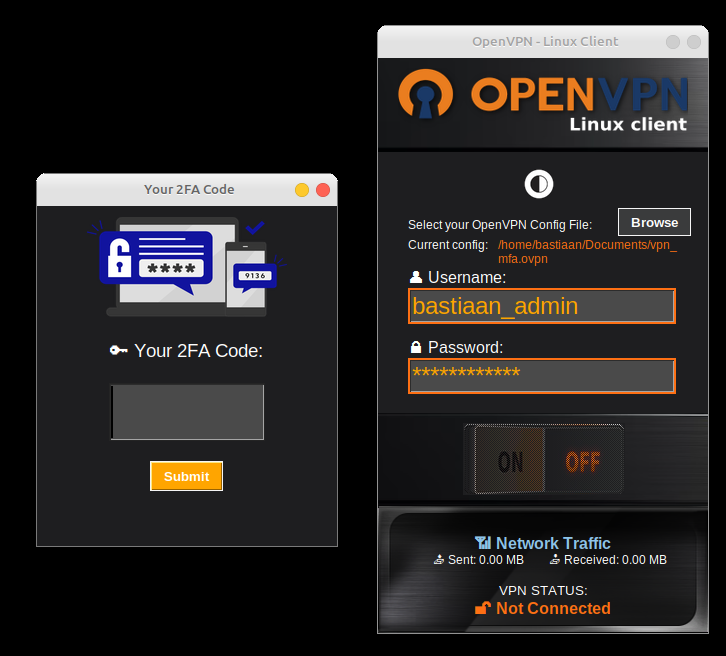 Your 2FA Code
****
9136
Your 2FA Code:
Submit
OpenVPN - Linux Client
OPENVPN
Linux client
Select your OpenVPN Config File:
Browse
Current config: /home/bastiaan/Documents/vpn_
mfa.ovpn
Username:
bastiaan_admin
Password:
************
ON OFF
Network Traffic
Sent: 0.00 MB Received: 0.00 MB
VPN STATUS:
Not Connected